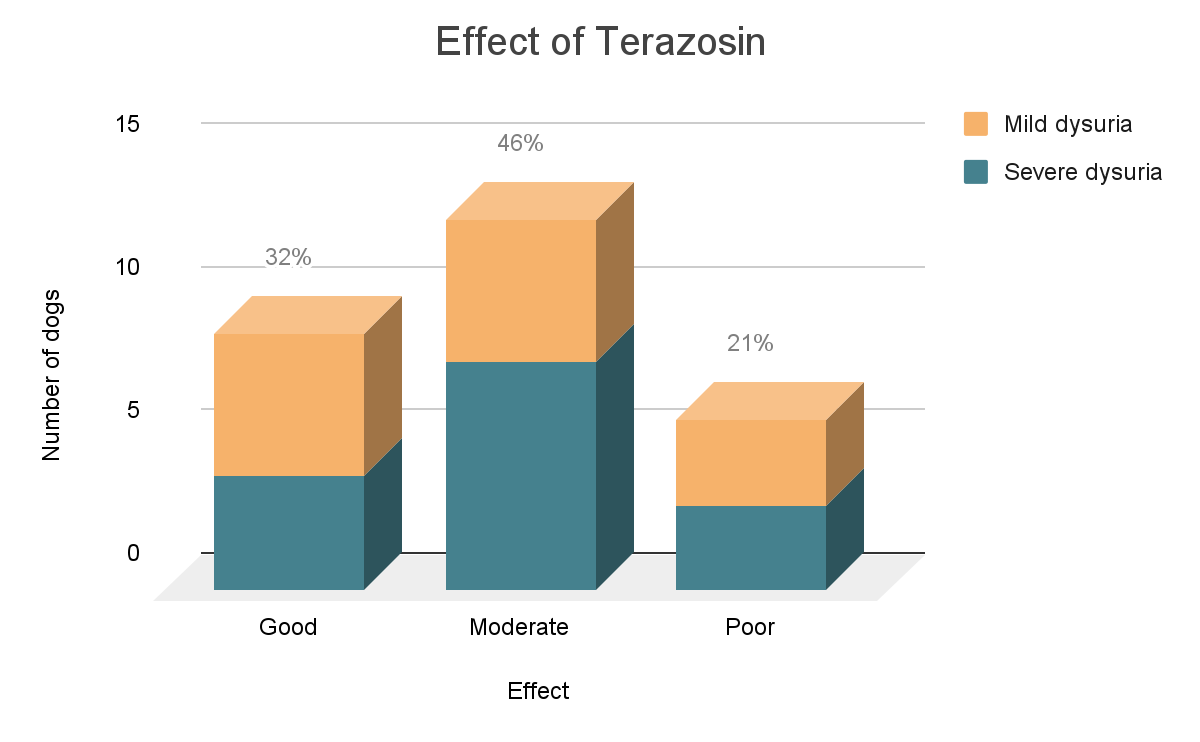 Effect of Terazosin
15
10
5
0
Number of dogs
32%
46%
21%
Good
Moderate
Poor
Effect
Mild dysuria
Severe dysuria